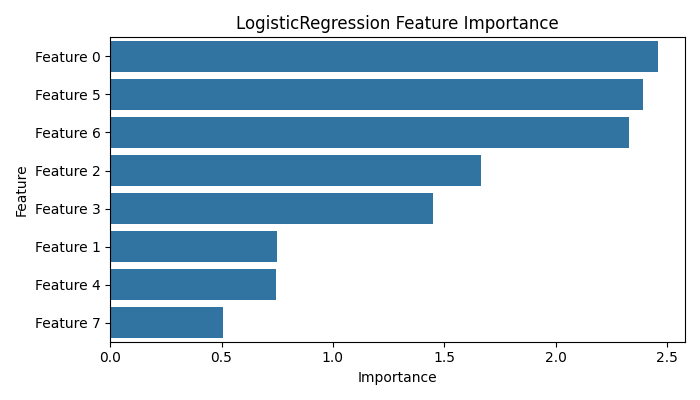 LogisticRegression Feature Importance
Feature 0
Feature 5
Feature 6
Feature 2
Feature 3
Feature 1
Feature 4
Feature 7
Feature
0.0 0.5 1.0 1.5 2.0 2.5
Importance